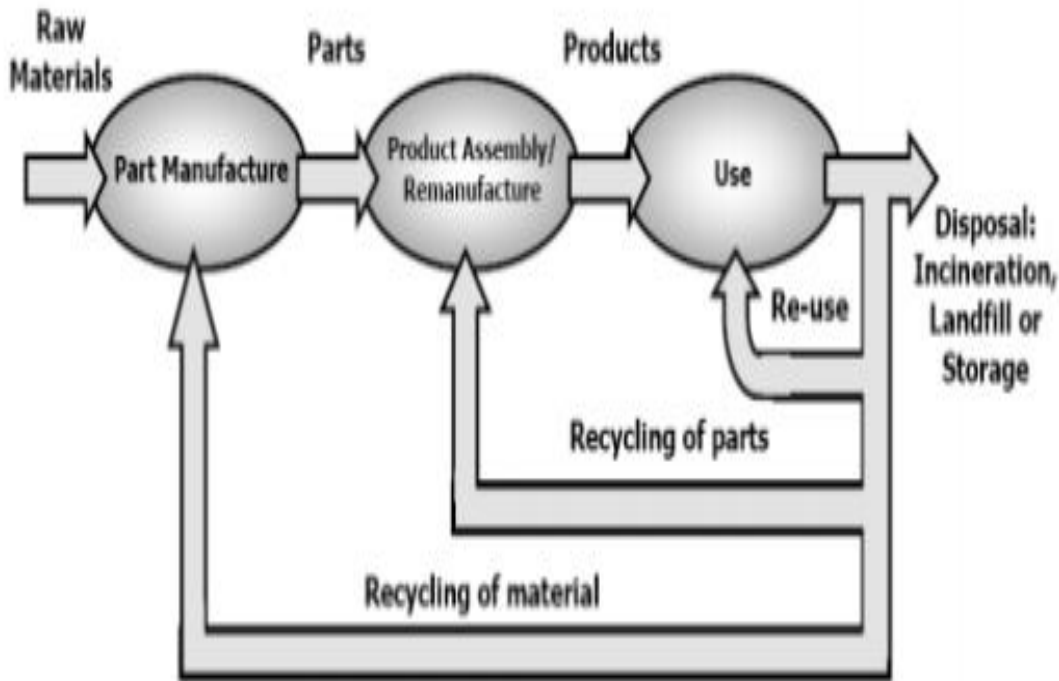 Raw
Materials
Parts
Products
Part Manufacture
Product Assembly/
Remanufacture
Use
Disposal:
Incineration,
Landfill or
Storage
Re-use
Recycling of parts
Recycling of material